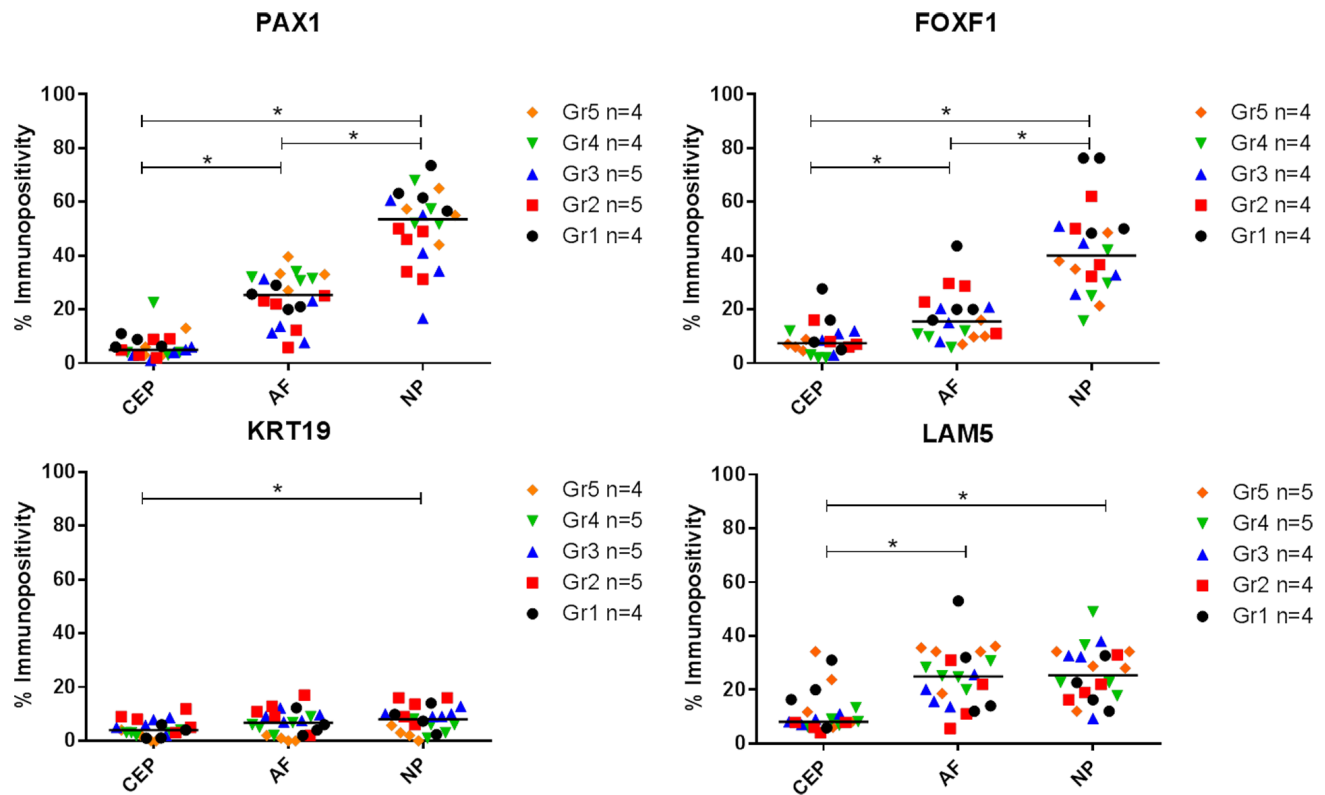 PAX1
% Immunopositivity
100
80
60
40
20
0
*
*
*
CEP
AF
NP
Gr5 n=4
Gr4 n=4
Gr3 n=5
Gr2 n=5
Gr1 n=4
FOXF1
% Immunopositivity
100
80
60
40
20
0
*
*
*
CEP
AF
NP
Gr5 n=4
Gr4 n=4
Gr3 n=4
Gr2 n=4
Gr1 n=4
KRT19
% Immunopositivity
100
80
60
40
20
0
*
CEP
AF
NP
Gr5 n=4
Gr4 n=5
Gr3 n=5
Gr2 n=5
Gr1 n=4
LAM5
% Immunopositivity
100
80
60
40
20
0
*
*
CEP
AF
NP
Gr5 n=5
Gr4 n=5
Gr3 n=4
Gr2 n=4
Gr1 n=4